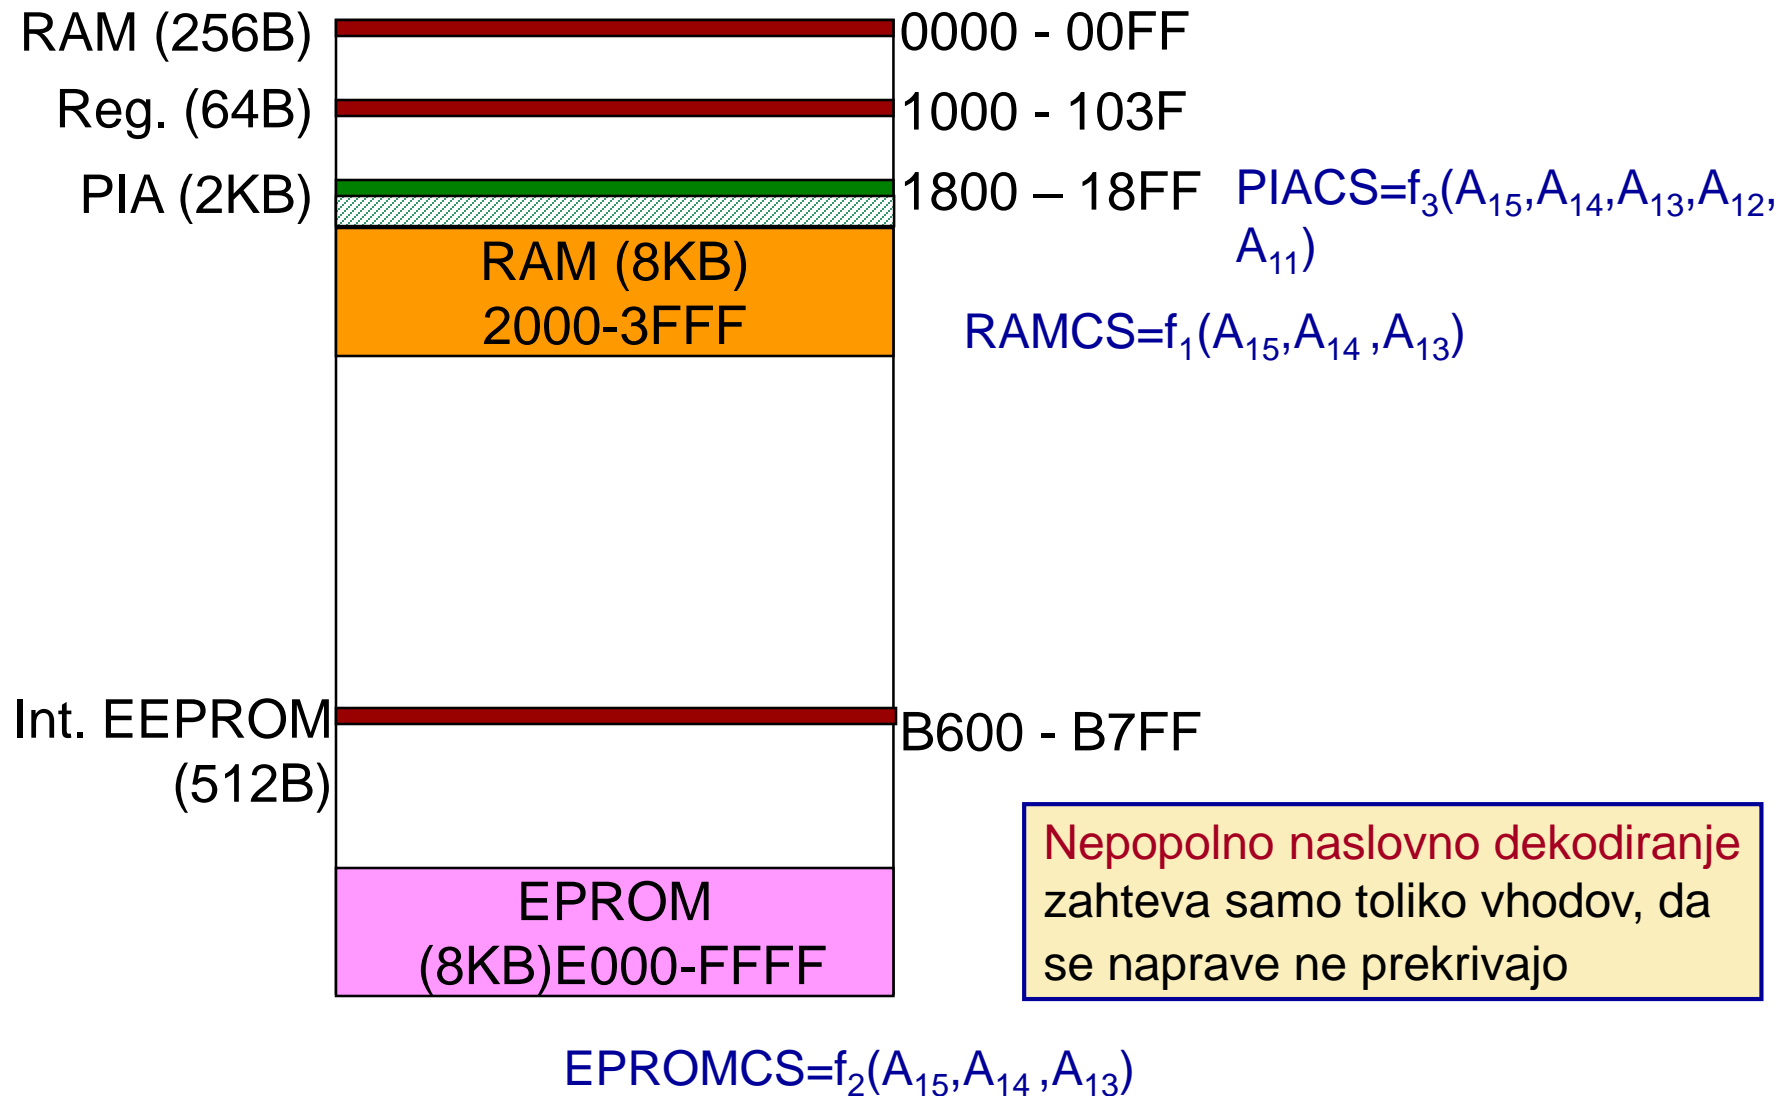 RAM (256B)
0000 - 00FF
Reg. (64B)
1000 - 103F
PIA (2KB)
1800 – 18FF
PIACS=f₃(A₁₅,A₁₄,A₁₃,A₁₂,
A₁₁)
RAM (8KB)
2000-3FFF
RAMCS=f₁(A₁₅,A₁₄ ,A₁₃)
Int. EEPROM
(512B)
B600 - B7FF
Nepopolno naslovno dekodiranje
zahteva samo toliko vhodov, da
se naprave ne prekrivajo
EPROM
(8KB)E000-FFFF
EPROMCS=f₂(A₁₅,A₁₄ ,A₁₃)